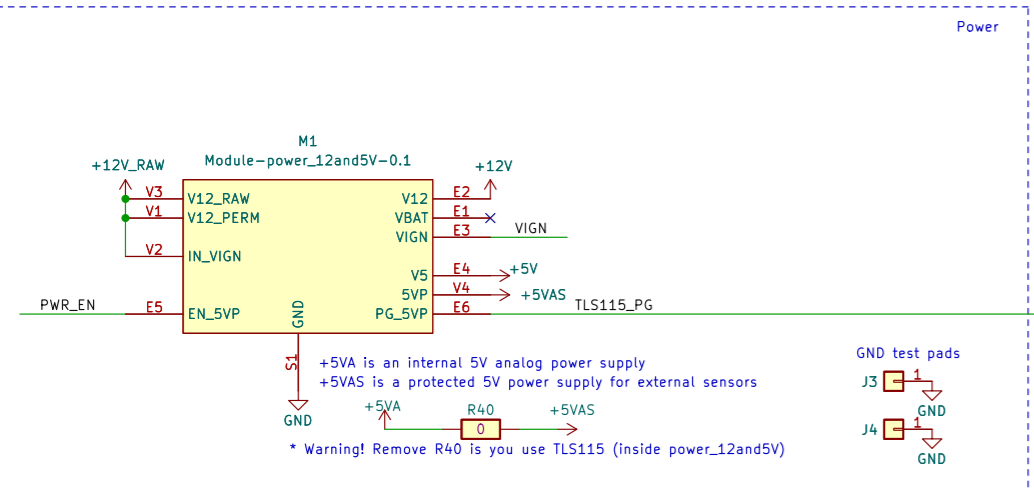 Power
M1
Module-power_12and5V-0.1
+12V_RAW
+12V
V3
V12_RAW
V12
E2
V1
V12_PERM
VBAT
E1
VIGN
E3
VIGN
V2
IN_VIGN
V5
E4
+5V
5VP
V4
+5VAS
PWR_EN
E5
EN_5VP
GND
PG_5VP
E6
TLS115_PG
S1
GND
+5VA is an internal 5V analog power supply
+5VAS is a protected 5V power supply for external sensors
+5VA
R40
0
+5VAS
* Warning! Remove R40 is you use TLS115 (inside power_12and5V)
GND test pads
J3
1
GND
J4
1
GND